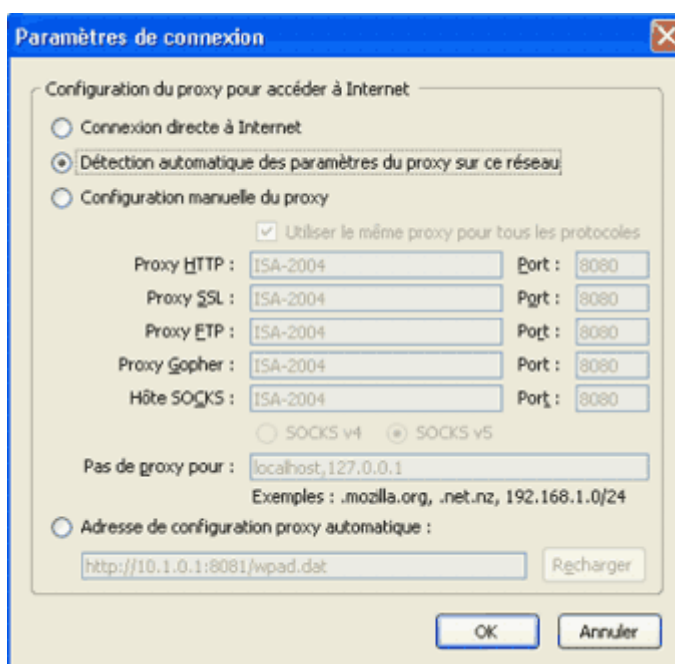 Paramètres de connexion
Configuration du proxy pour accéder à Internet
Connexion directe à Internet
Détection automatique des paramètres du proxy sur ce réseau
Configuration manuelle du proxy
Utiliser le même proxy pour tous les protocoles
Proxy HTTP : ISA-2004 Port : 8080
Proxy SSL : ISA-2004 Port : 8080
Proxy FTP : ISA-2004 Port : 8080
Proxy Gopher : ISA-2004 Port : 8080
Hôte SOCKS : ISA-2004 Port : 8080
SOCKS v4 SOCKS v5
Pas de proxy pour : localhost,127.0.0.1
Exemples : .mozilla.org, .net.nz, 192.168.1.0/24
Adresse de configuration proxy automatique :
http://10.1.0.1:8081/wpad.dat Recharger
OK Annuler